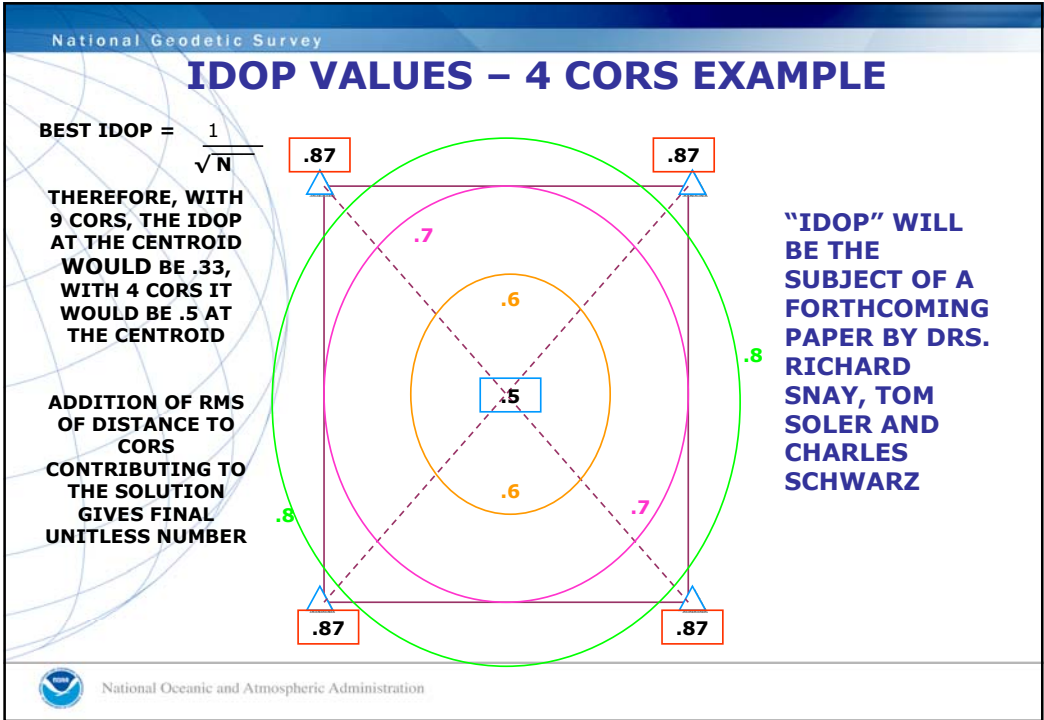 National Geodetic Survey
IDOP VALUES – 4 CORS EXAMPLE
BEST IDOP = 1
√ N
THEREFORE, WITH
9 CORS, THE IDOP
AT THE CENTROID
WOULD BE .33,
WITH 4 CORS IT
WOULD BE .5 AT
THE CENTROID
ADDITION OF RMS
OF DISTANCE TO
CORS
CONTRIBUTING TO
THE SOLUTION
GIVES FINAL
UNITLESS NUMBER
.87
.87
.7
.6
.8
.5
.6
.7
.8
.87
.87
“IDOP” WILL
BE THE
SUBJECT OF A
FORTHCOMING
PAPER BY DRS.
RICHARD
SNAY, TOM
SOLER AND
CHARLES
SCHWARZ
National Oceanic and Atmospheric Administration